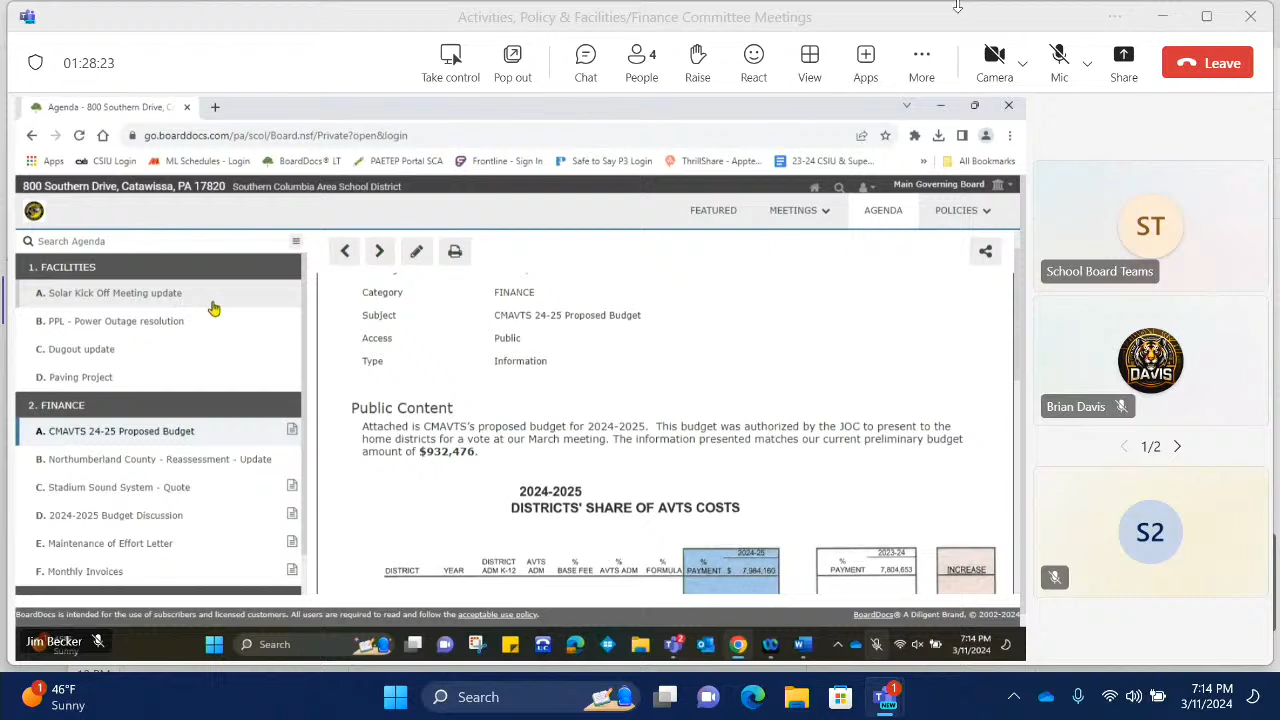 Activities, Policy & Facilities/Finance Committee Meetings
01:28:23
Take control
Pop out
Chat
4
People
Raise
React
View
Apps
More
Camera
Mic
Share
Leave
Agenda - 800 Southern Drive, C
go.boarddocs.com/pa/scol/Board.nsf/Private?open&login
Apps
CSIU Login
ML Schedules - Login
BoardDocs® LT
PAETEP Portal SCA
Frontline - Sign In
Safe to Say P3 Login
ThrillShare - Appte...
23-24 CSIU & Supe...
»
All Bookmarks
800 Southern Drive, Catawissa, PA 17820 Southern Columbia Area School District
Main Governing Board
FEATURED
MEETINGS
AGENDA
POLICIES
Search Agenda
1. FACILITIES
A. Solar Kick Off Meeting update
B. PPL - Power Outage resolution
C. Dugout update
D. Paving Project
2. FINANCE
A. CMAVTS 24-25 Proposed Budget
B. Northumberland County - Reassessment - Update
C. Stadium Sound System - Quote
D. 2024-2025 Budget Discussion
E. Maintenance of Effort Letter
F. Monthly Invoices
Category FINANCE
Subject CMAVTS 24-25 Proposed Budget
Access Public
Type Information
Public Content
Attached is CMAVTS's proposed budget for 2024-2025. This budget was authorized by the JOC to present to the
home districts for a vote at our March meeting. The information presented matches our current preliminary budget
amount of $932,476.
2024-2025
DISTRICTS' SHARE OF AVTS COSTS
DISTRICT YEAR DISTRICT ADM K-12 AVTS ADM % BASE FEE % AVTS ADM % FORMULA
2024-25
% PAYMENT $ 7,984,160
2023-24
% PAYMENT 7,804,653
INCREASE
BoardDocs is intended for the use of subscribers and licensed customers. All users are required to read and follow the acceptable use policy.
BoardDocs® A Diligent Brand, © 2002-2024
Jim Becker
Sunny
Search
2
7:14 PM
3/11/2024
ST
School Board Teams
DAVIS
Brian Davis
1/2
S2
1
46°F
Sunny
Search
1
NEW
7:14 PM
3/11/2024